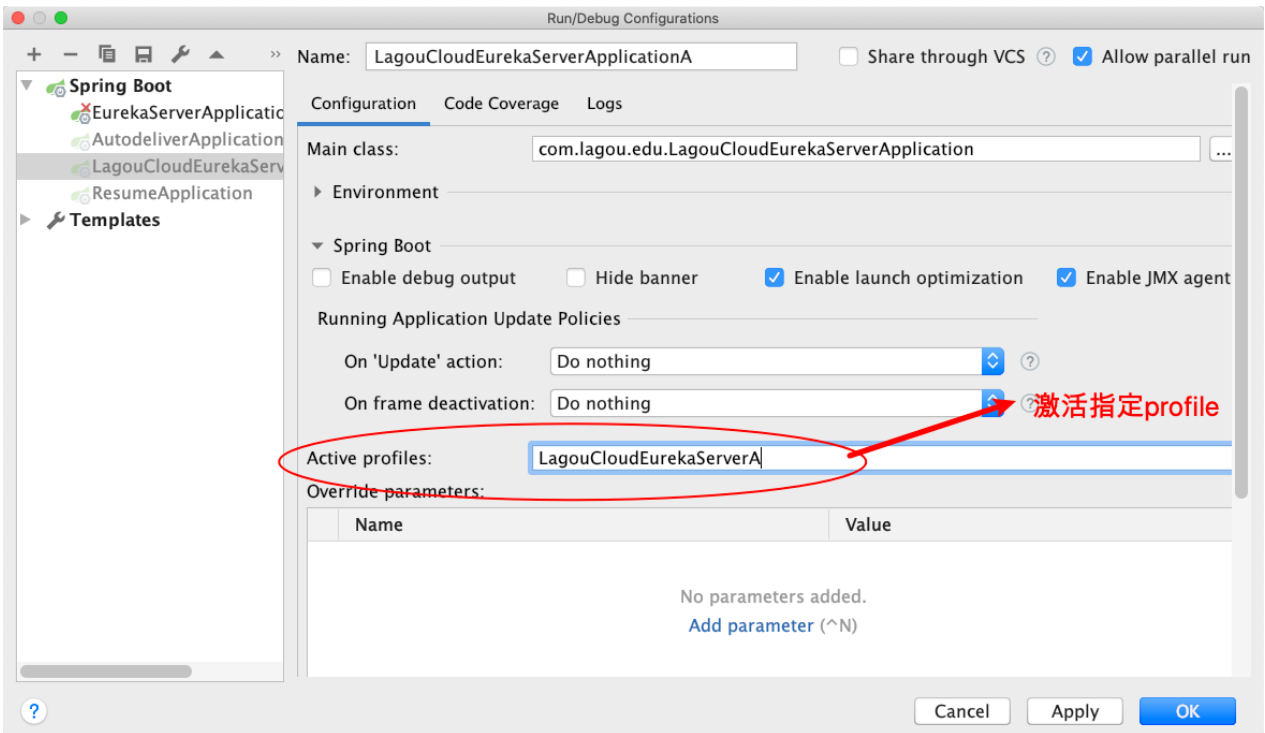 Run/Debug Configurations
Name: LagouCloudEurekaServerApplicationA Share through VCS ? Allow parallel run
Spring Boot
EurekaServerApplicatio
AutodeliverApplication
LagouCloudEurekaServ
ResumeApplication
Templates
Configuration Code Coverage Logs
Main class: com.lagou.edu.LagouCloudEurekaServerApplication ...
Environment
Spring Boot
Enable debug output Hide banner Enable launch optimization Enable JMX agent
Running Application Update Policies
On 'Update' action: Do nothing ?
On frame deactivation: Do nothing ?
激活指定profile
Active profiles: LagouCloudEurekaServerA
Override parameters:
Name Value
No parameters added.
Add parameter (^N)
? Cancel Apply OK